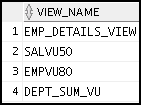 VIEW_NAME
1 EMP_DETAILS_VIEW
2 SALVU50
3 EMPVU80
4 DEPT_SUM_VU